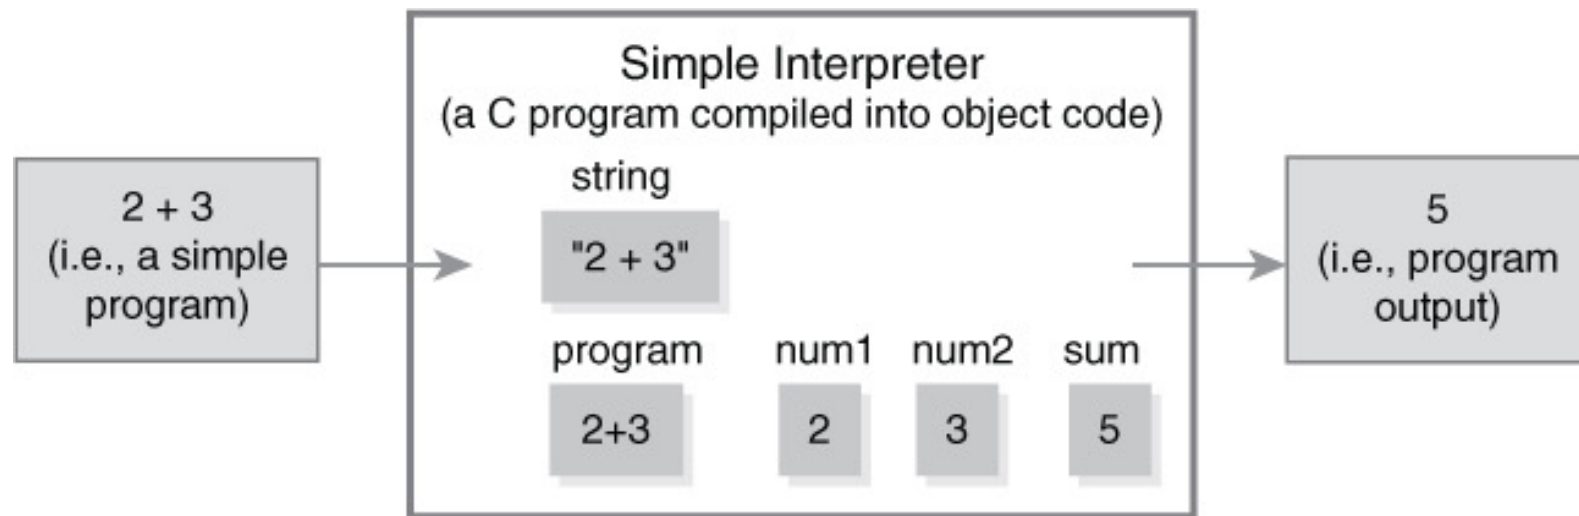 Simple Interpreter
(a C program compiled into object code)
2 + 3
(i.e., a simple
program)
string
"2 + 3"
program
2+3
num1
2
num2
3
sum
5
5
(i.e., program
output)